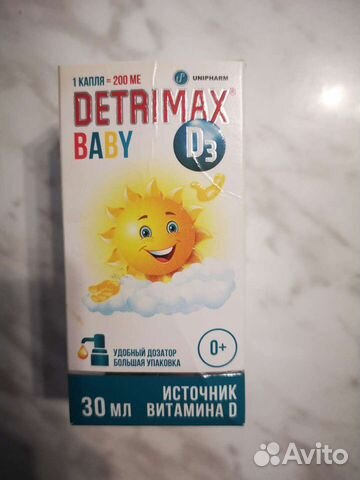 1 КАПЛЯ = 200 МЕ
UNIPHARM
DETRIMAX®
BABY
D3
0+
УДОБНЫЙ ДОЗАТОР
БОЛЬШАЯ УПАКОВКА
30 МЛ
ИСТОЧНИК
ВИТАМИНА D
Avito